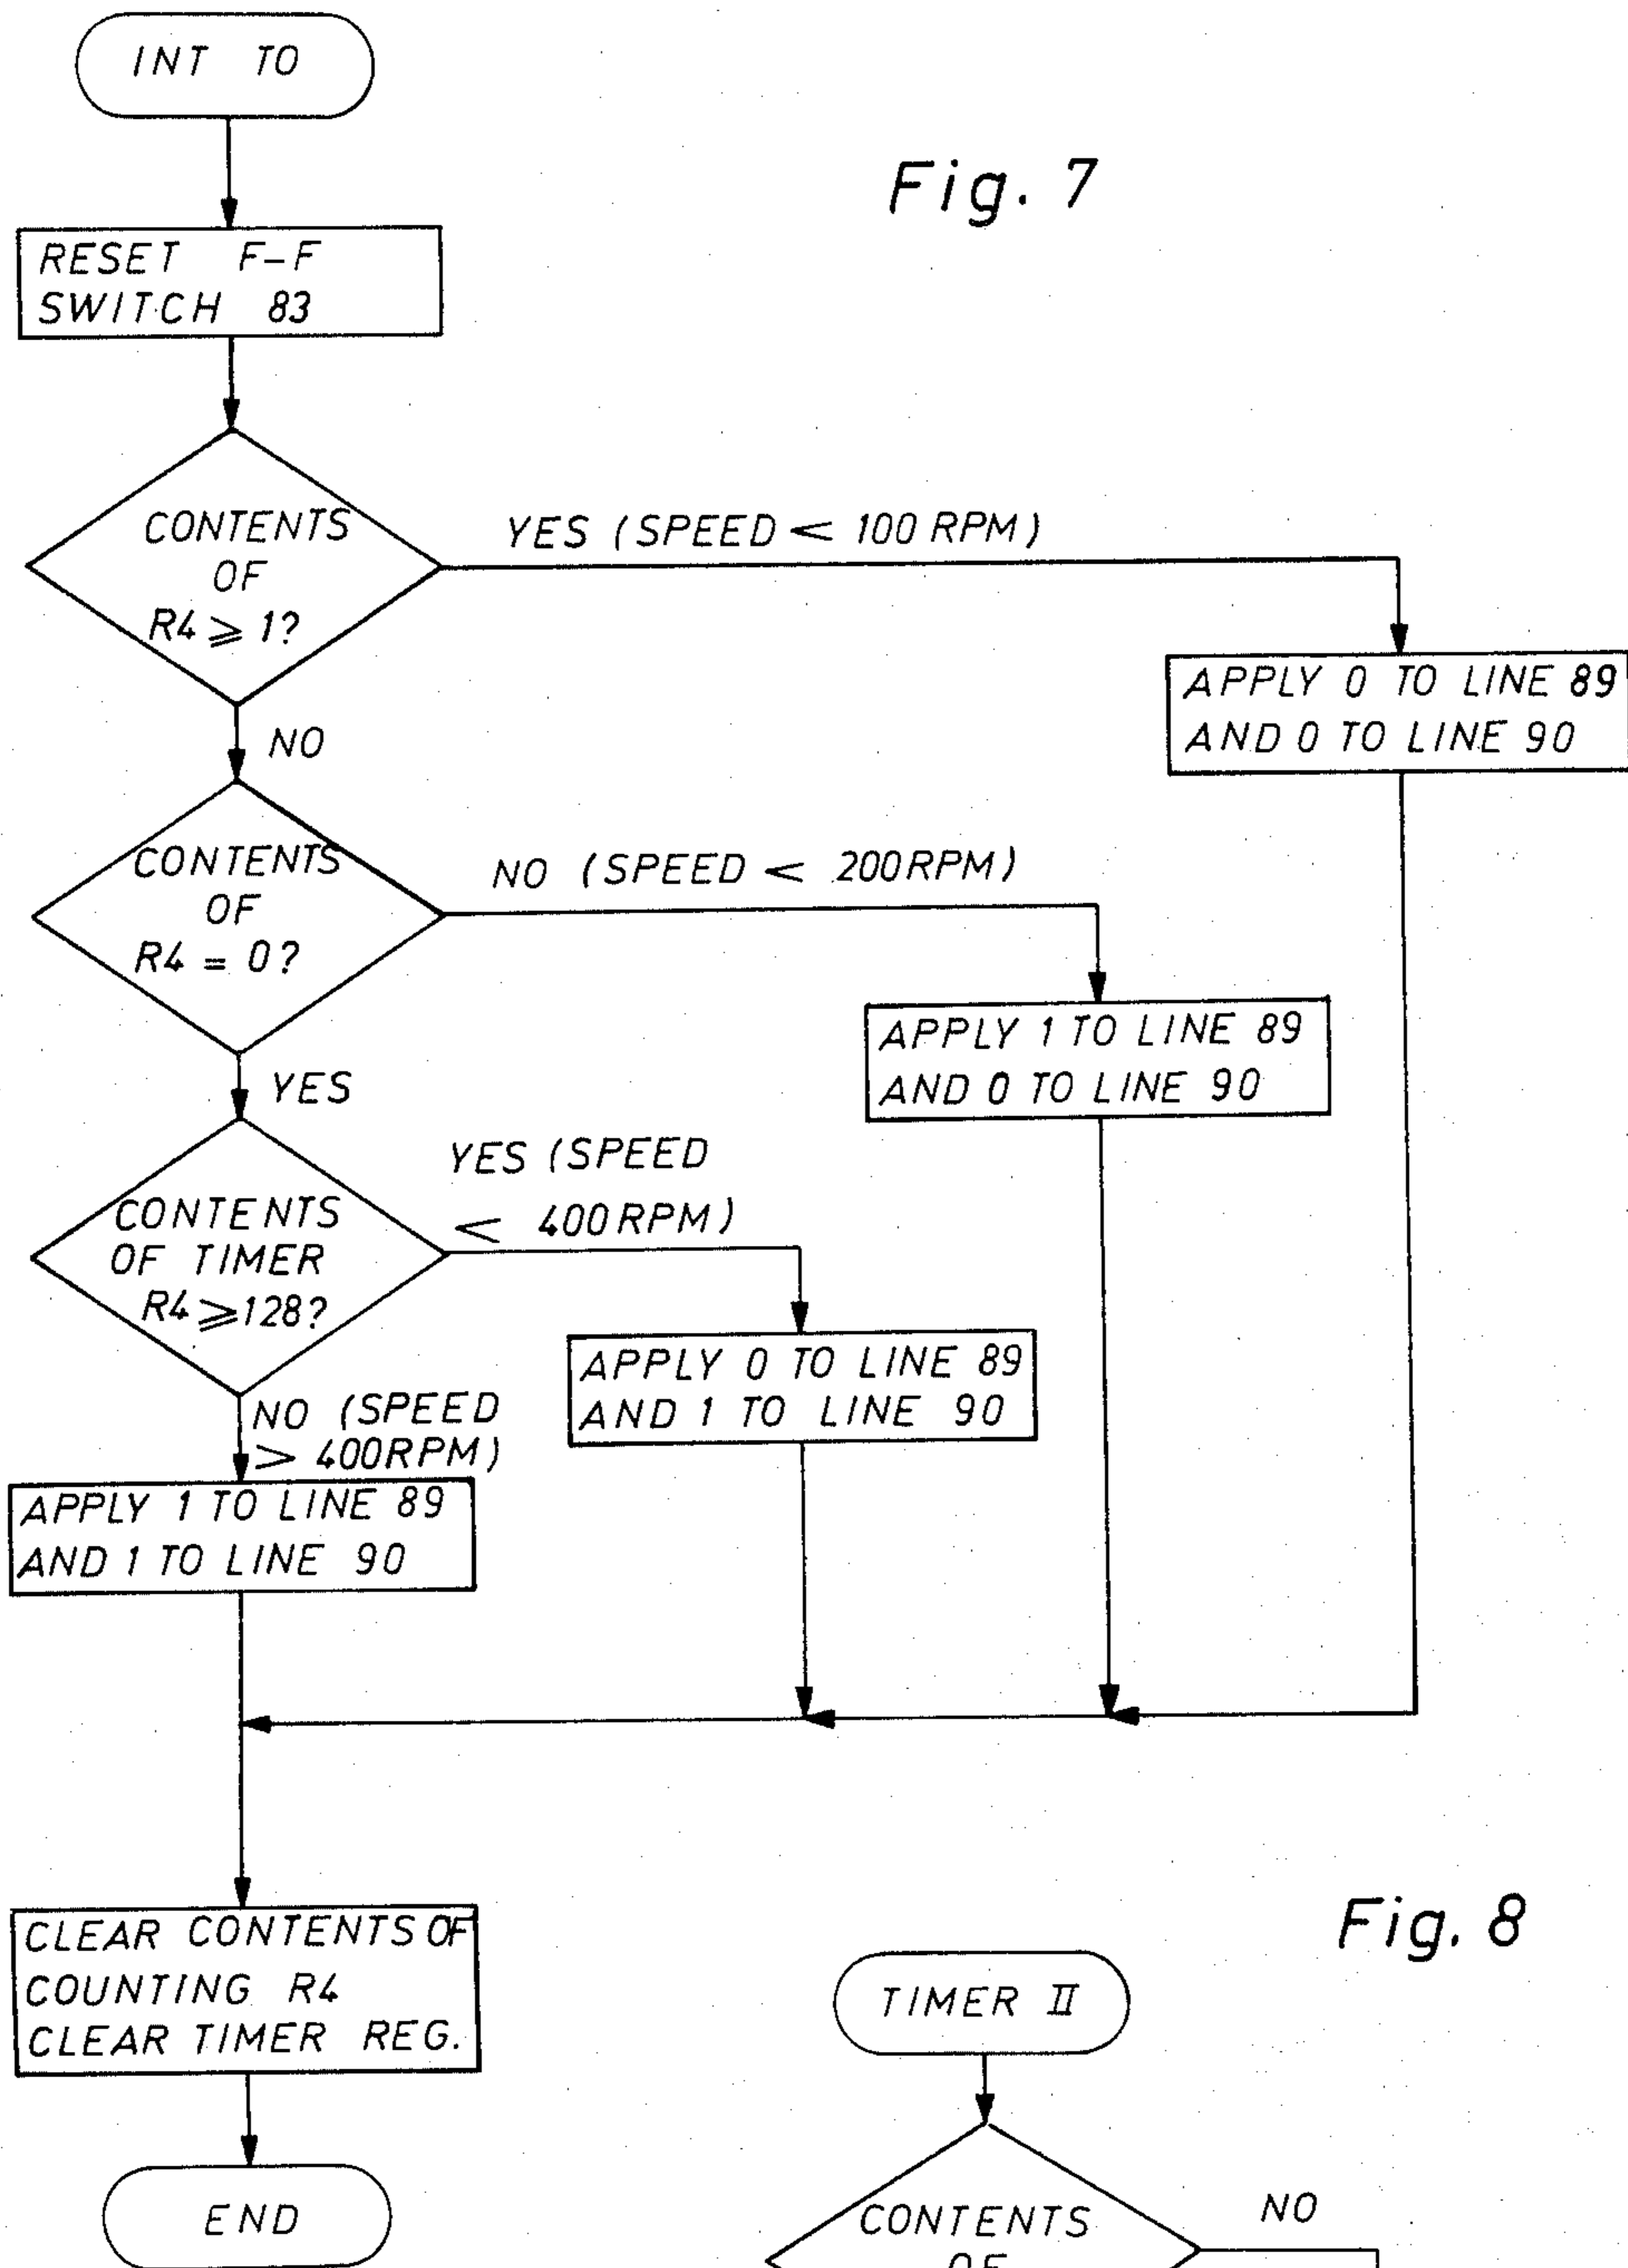 INT TO
Fig. 7
RESET F-F
SWITCH 83
CONTENTS
OF
R4 ⩾ 1?
YES (SPEED < 100 RPM)
APPLY 0 TO LINE 89
AND 0 TO LINE 90
NO
CONTENTS
OF
R4 = 0?
NO (SPEED < 200RPM)
APPLY 1 TO LINE 89
AND 0 TO LINE 90
YES
CONTENTS
OF TIMER
R4 ⩾ 128?
YES (SPEED
< 400RPM)
APPLY 0 TO LINE 89
AND 1 TO LINE 90
NO (SPEED
> 400RPM)
APPLY 1 TO LINE 89
AND 1 TO LINE 90
CLEAR CONTENTS OF
COUNTING R4
CLEAR TIMER REG.
END
Fig. 8
TIMER II
CONTENTS
OF
NO